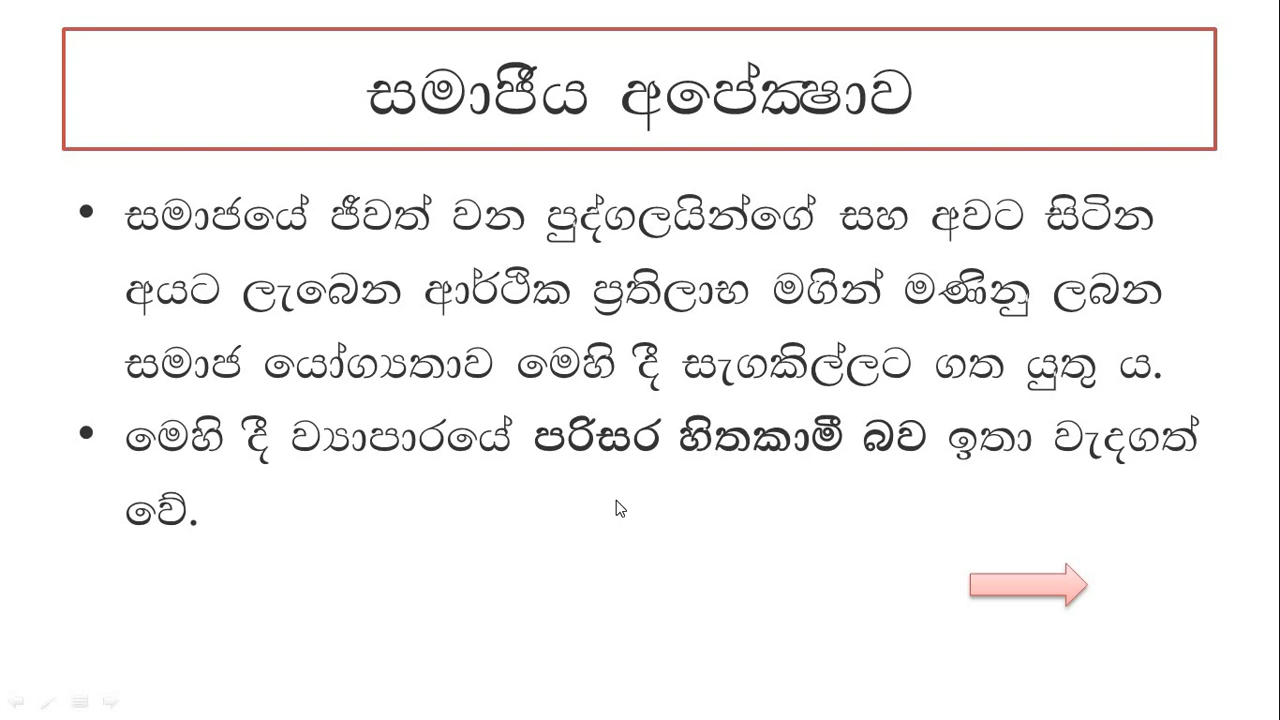 සමාජීය අපේක්‍ෂාව
• සමාජයේ ජීවත් වන පුද්ගලයින්ගේ සහ අවට සිටින
අයට ලැබෙන ආර්ථික ප්‍රතිලාභ මගින් මණිනු ලබන
සමාජ යෝග්‍යතාව මෙහි දී සැගකිල්ලට ගත යුතු ය.
• මෙහි දී ව්‍යාපාරයේ පරිසර හිතකාමී බව ඉතා වැදගත්
වේ.